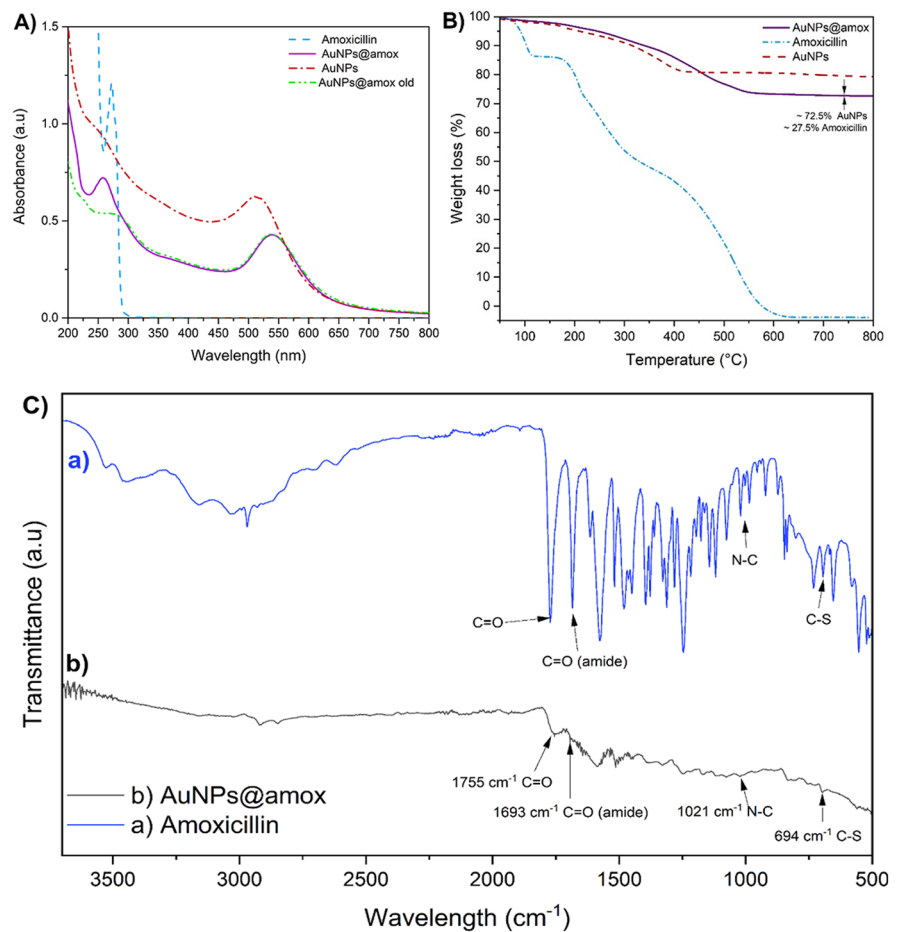 A)
1.5
1.0
0.5
0.0
Absorbance (a.u)
200 250 300 350 400 450 500 550 600 650 700 750 800
Wavelength (nm)
Amoxicillin
AuNPs@amox
AuNPs
AuNPs@amox old
B)
100
90
80
70
60
50
40
30
20
10
0
Weight loss (%)
100 200 300 400 500 600 700 800
Temperature (°C)
AuNPs@amox
Amoxicillin
AuNPs
~ 72.5% AuNPs
~ 27.5% Amoxicillin
C)
a)
b)
Transmittance (a.u)
N-C
C=O
C-S
C=O (amide)
1755 cm-1 C=O
1693 cm-1 C=O (amide)
1021 cm-1 N-C
694 cm-1 C-S
b) AuNPs@amox
a) Amoxicillin
3500 3000 2500 2000 1500 1000 500
Wavelength (cm-1)